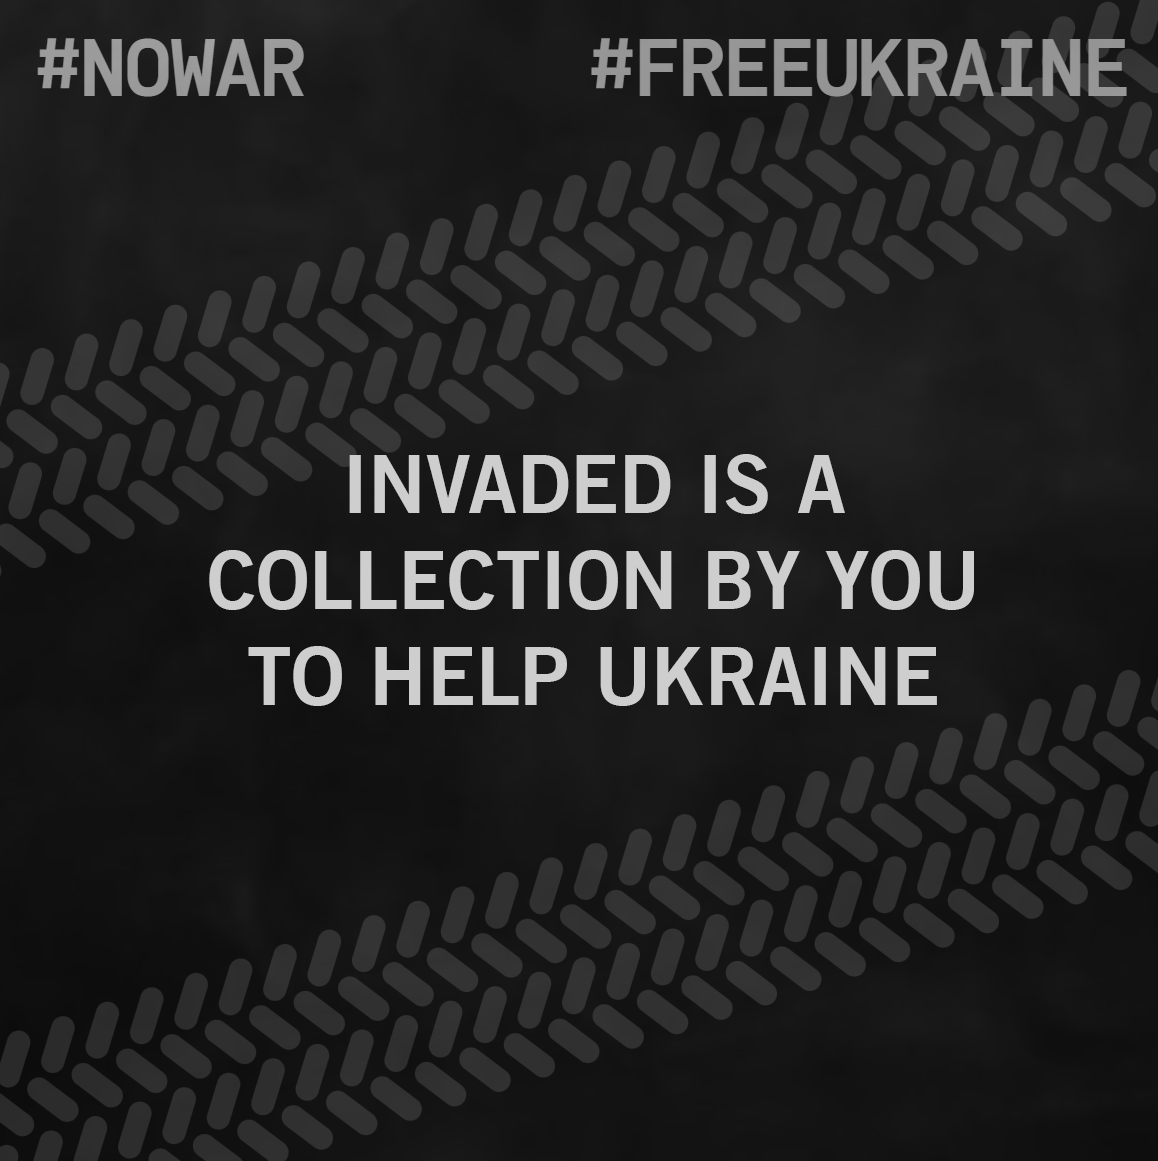 #NOWAR #FREEUKRAINE
INVADED IS A
COLLECTION BY YOU
TO HELP UKRAINE